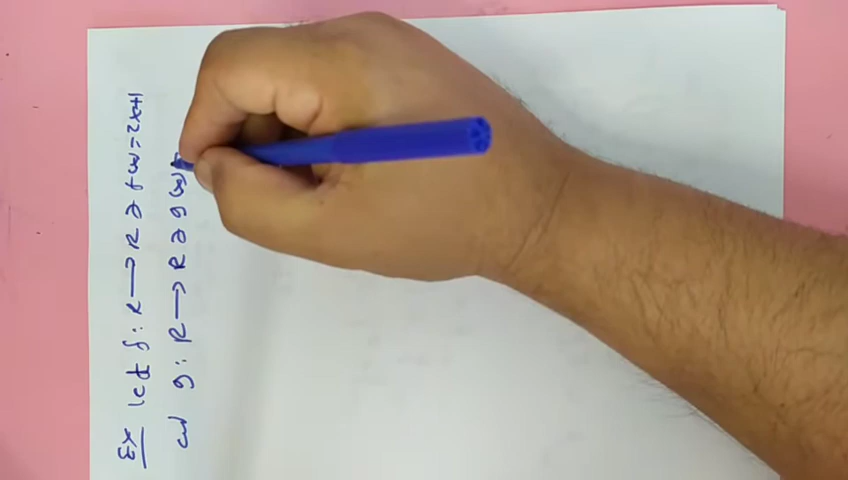 Ex let f : R → R ∂ f(x) = 2x+1
and g : R → R ∂ g(x) =